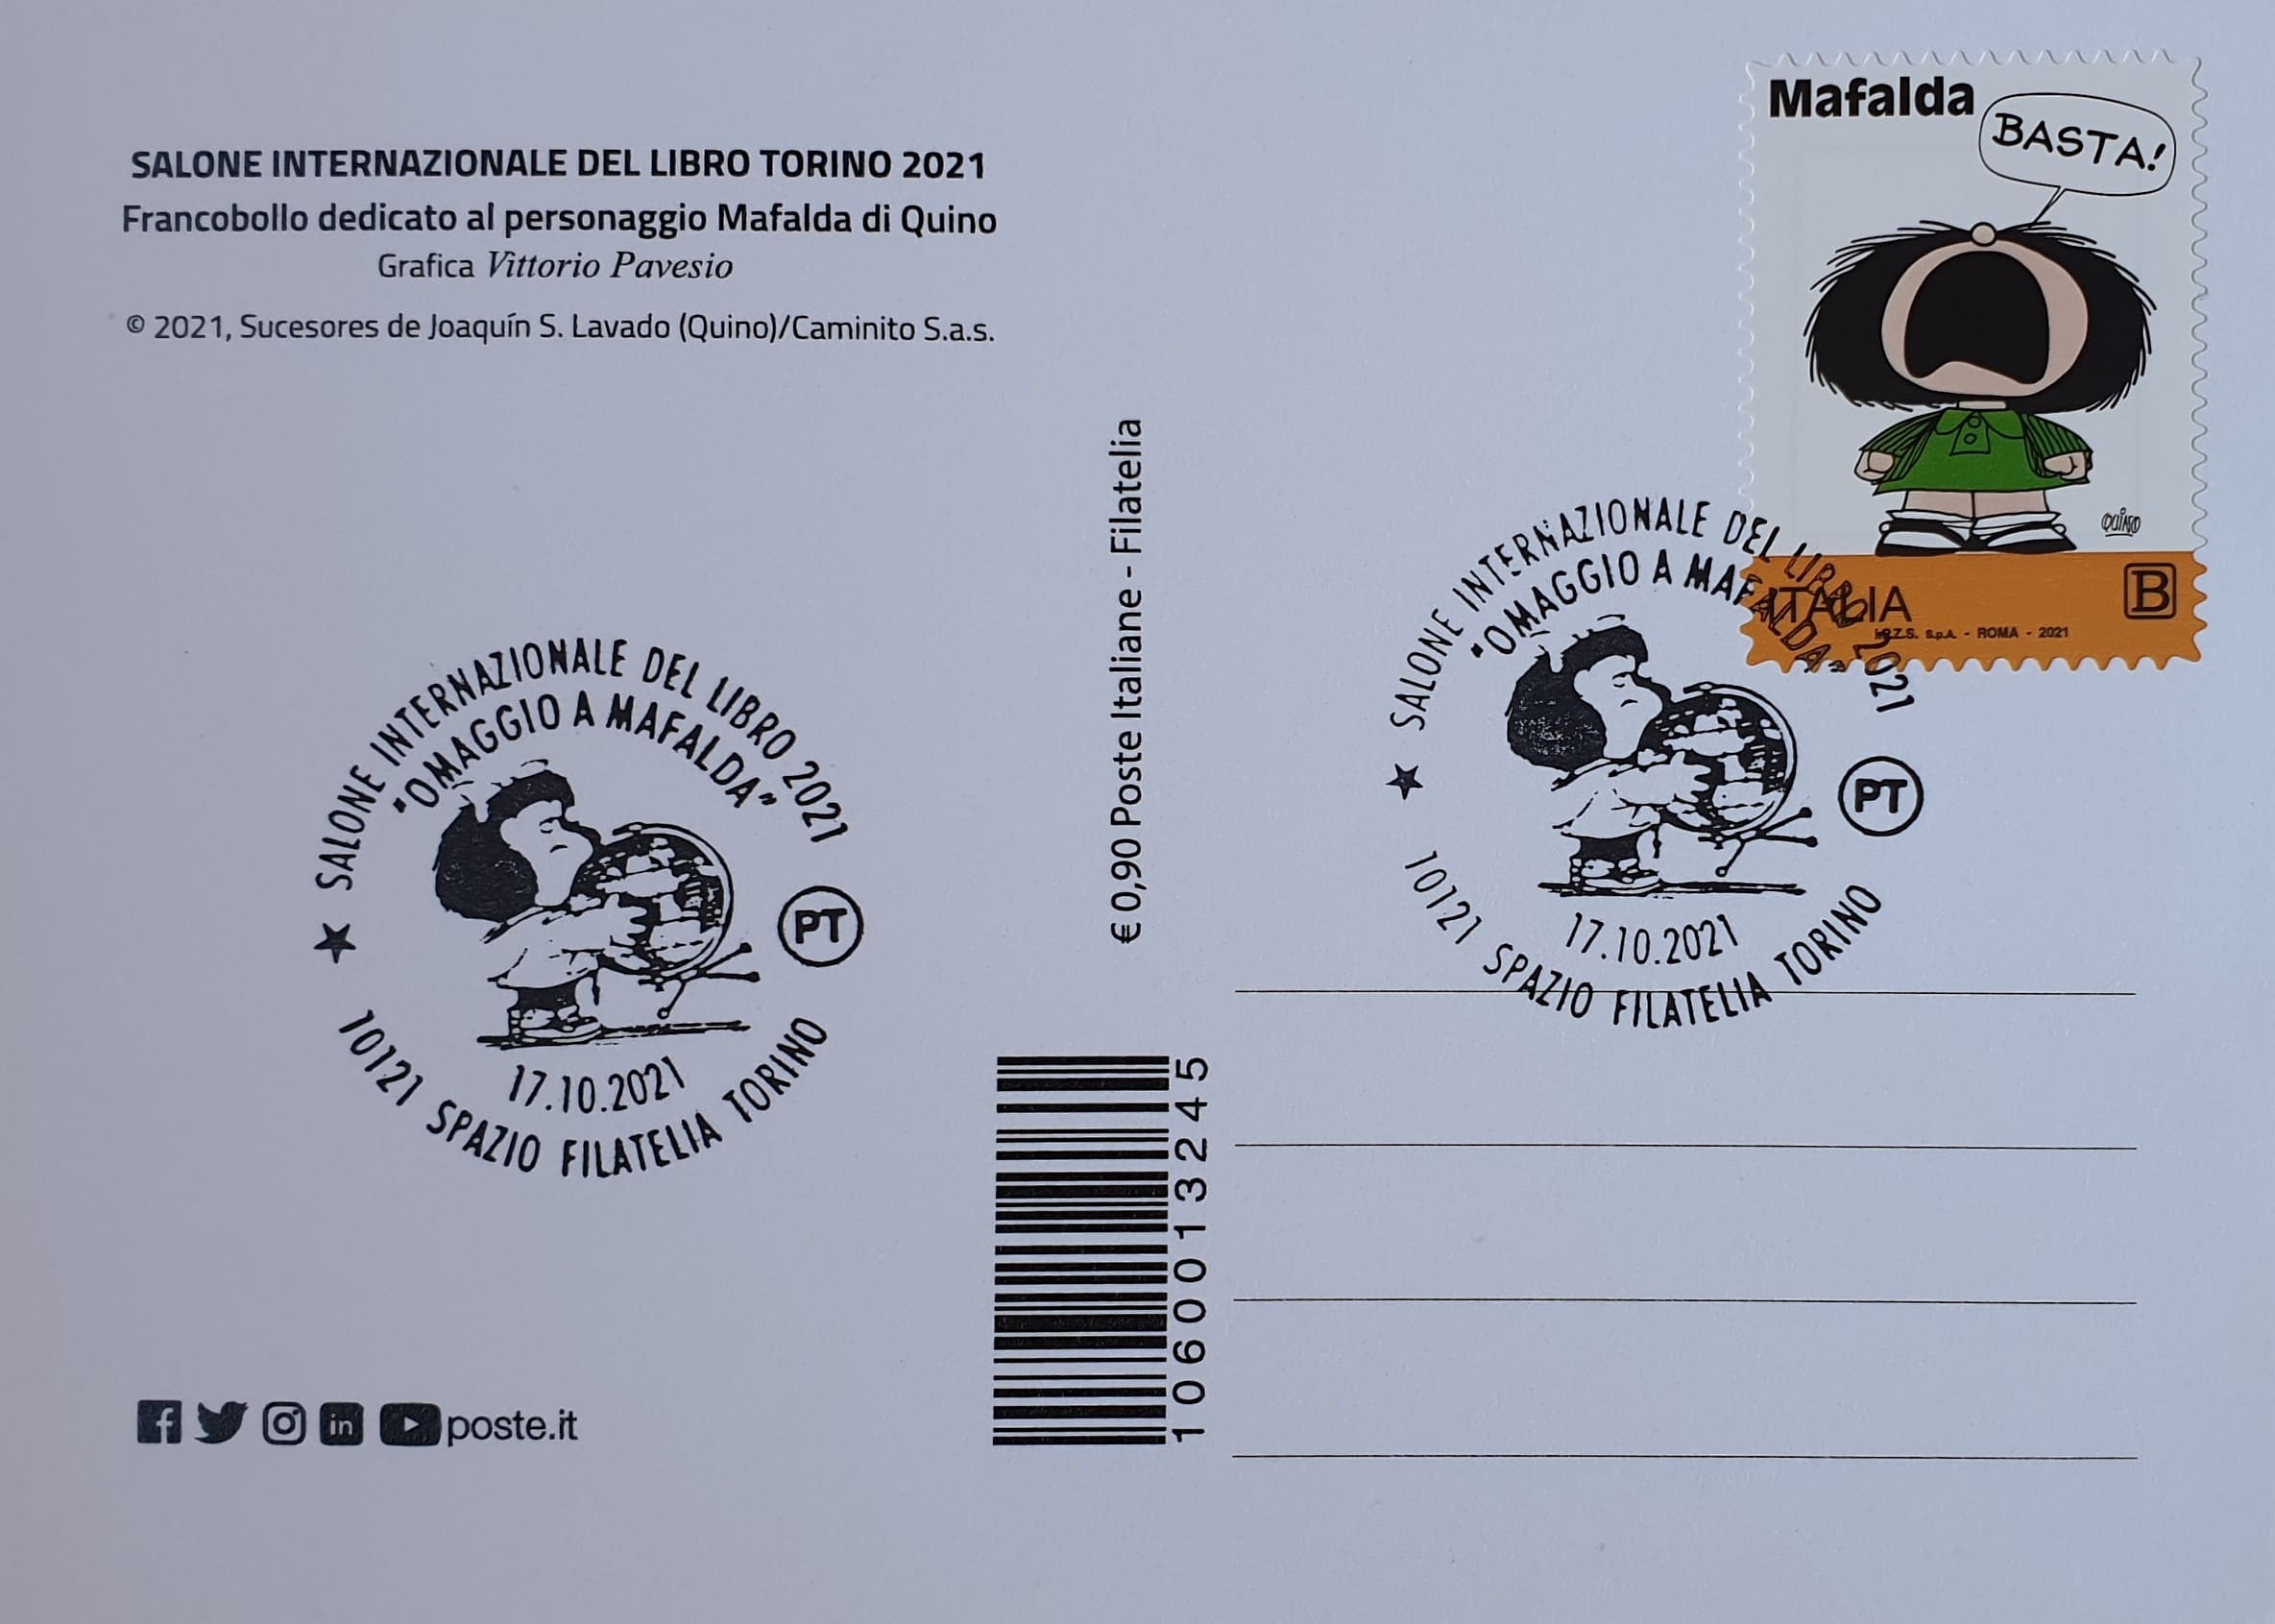 SALONE INTERNAZIONALE DEL LIBRO TORINO 2021
Francobollo dedicato al personaggio Mafalda di Quino
Grafica Vittorio Pavesio
© 2021, Sucesores de Joaquín S. Lavado (Quino)/Caminito S.a.s.
SALONE INTERNAZIONALE DEL LIBRO 2021
"OMAGGIO A MAFALDA"
PT
17.10.2021
10121 SPAZIO FILATELIA TORINO
f in poste.it
€ 0,90 Poste Italiane - Filatelia
1060013245
Mafalda
BASTA!
QUINO
ITALIA
B
I.P.Z.S. S.p.A. - ROMA - 2021
SALONE INTERNAZIONALE DEL LIBRO 2021
"OMAGGIO A MAFALDA"
PT
17.10.2021
10121 SPAZIO FILATELIA TORINO